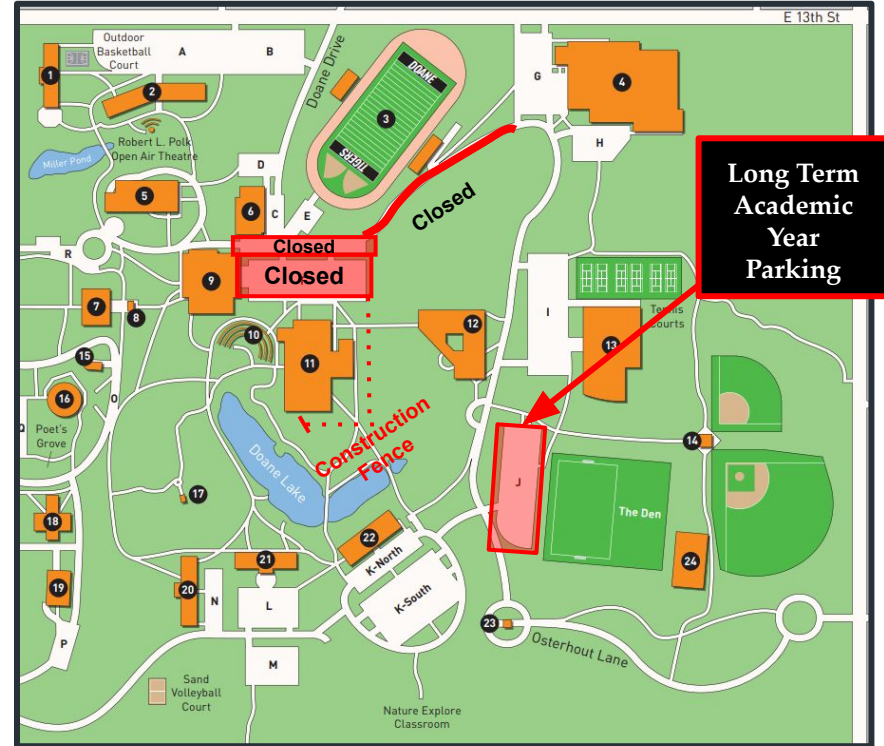 E 13th St
Outdoor
Basketball
Court
A
B
Doane Drive
G
1
2
3
4
DOANE
TIGERS
H
Robert L. Polk
Open Air Theatre
Miller Pond
D
5
6
C
E
Closed
Long Term
Academic
Year
Parking
R
Closed
Closed
9
7
8
10
11
12
I
Tennis
Courts
13
15
16
O
Q
Poet's
Grove
Construction
Fence
Doane Lake
14
17
J
The Den
18
22
K-North
21
19
20
N
L
K-South
24
23
Osterhout Lane
P
M
Sand
Volleyball
Court
Nature Explore
Classroom